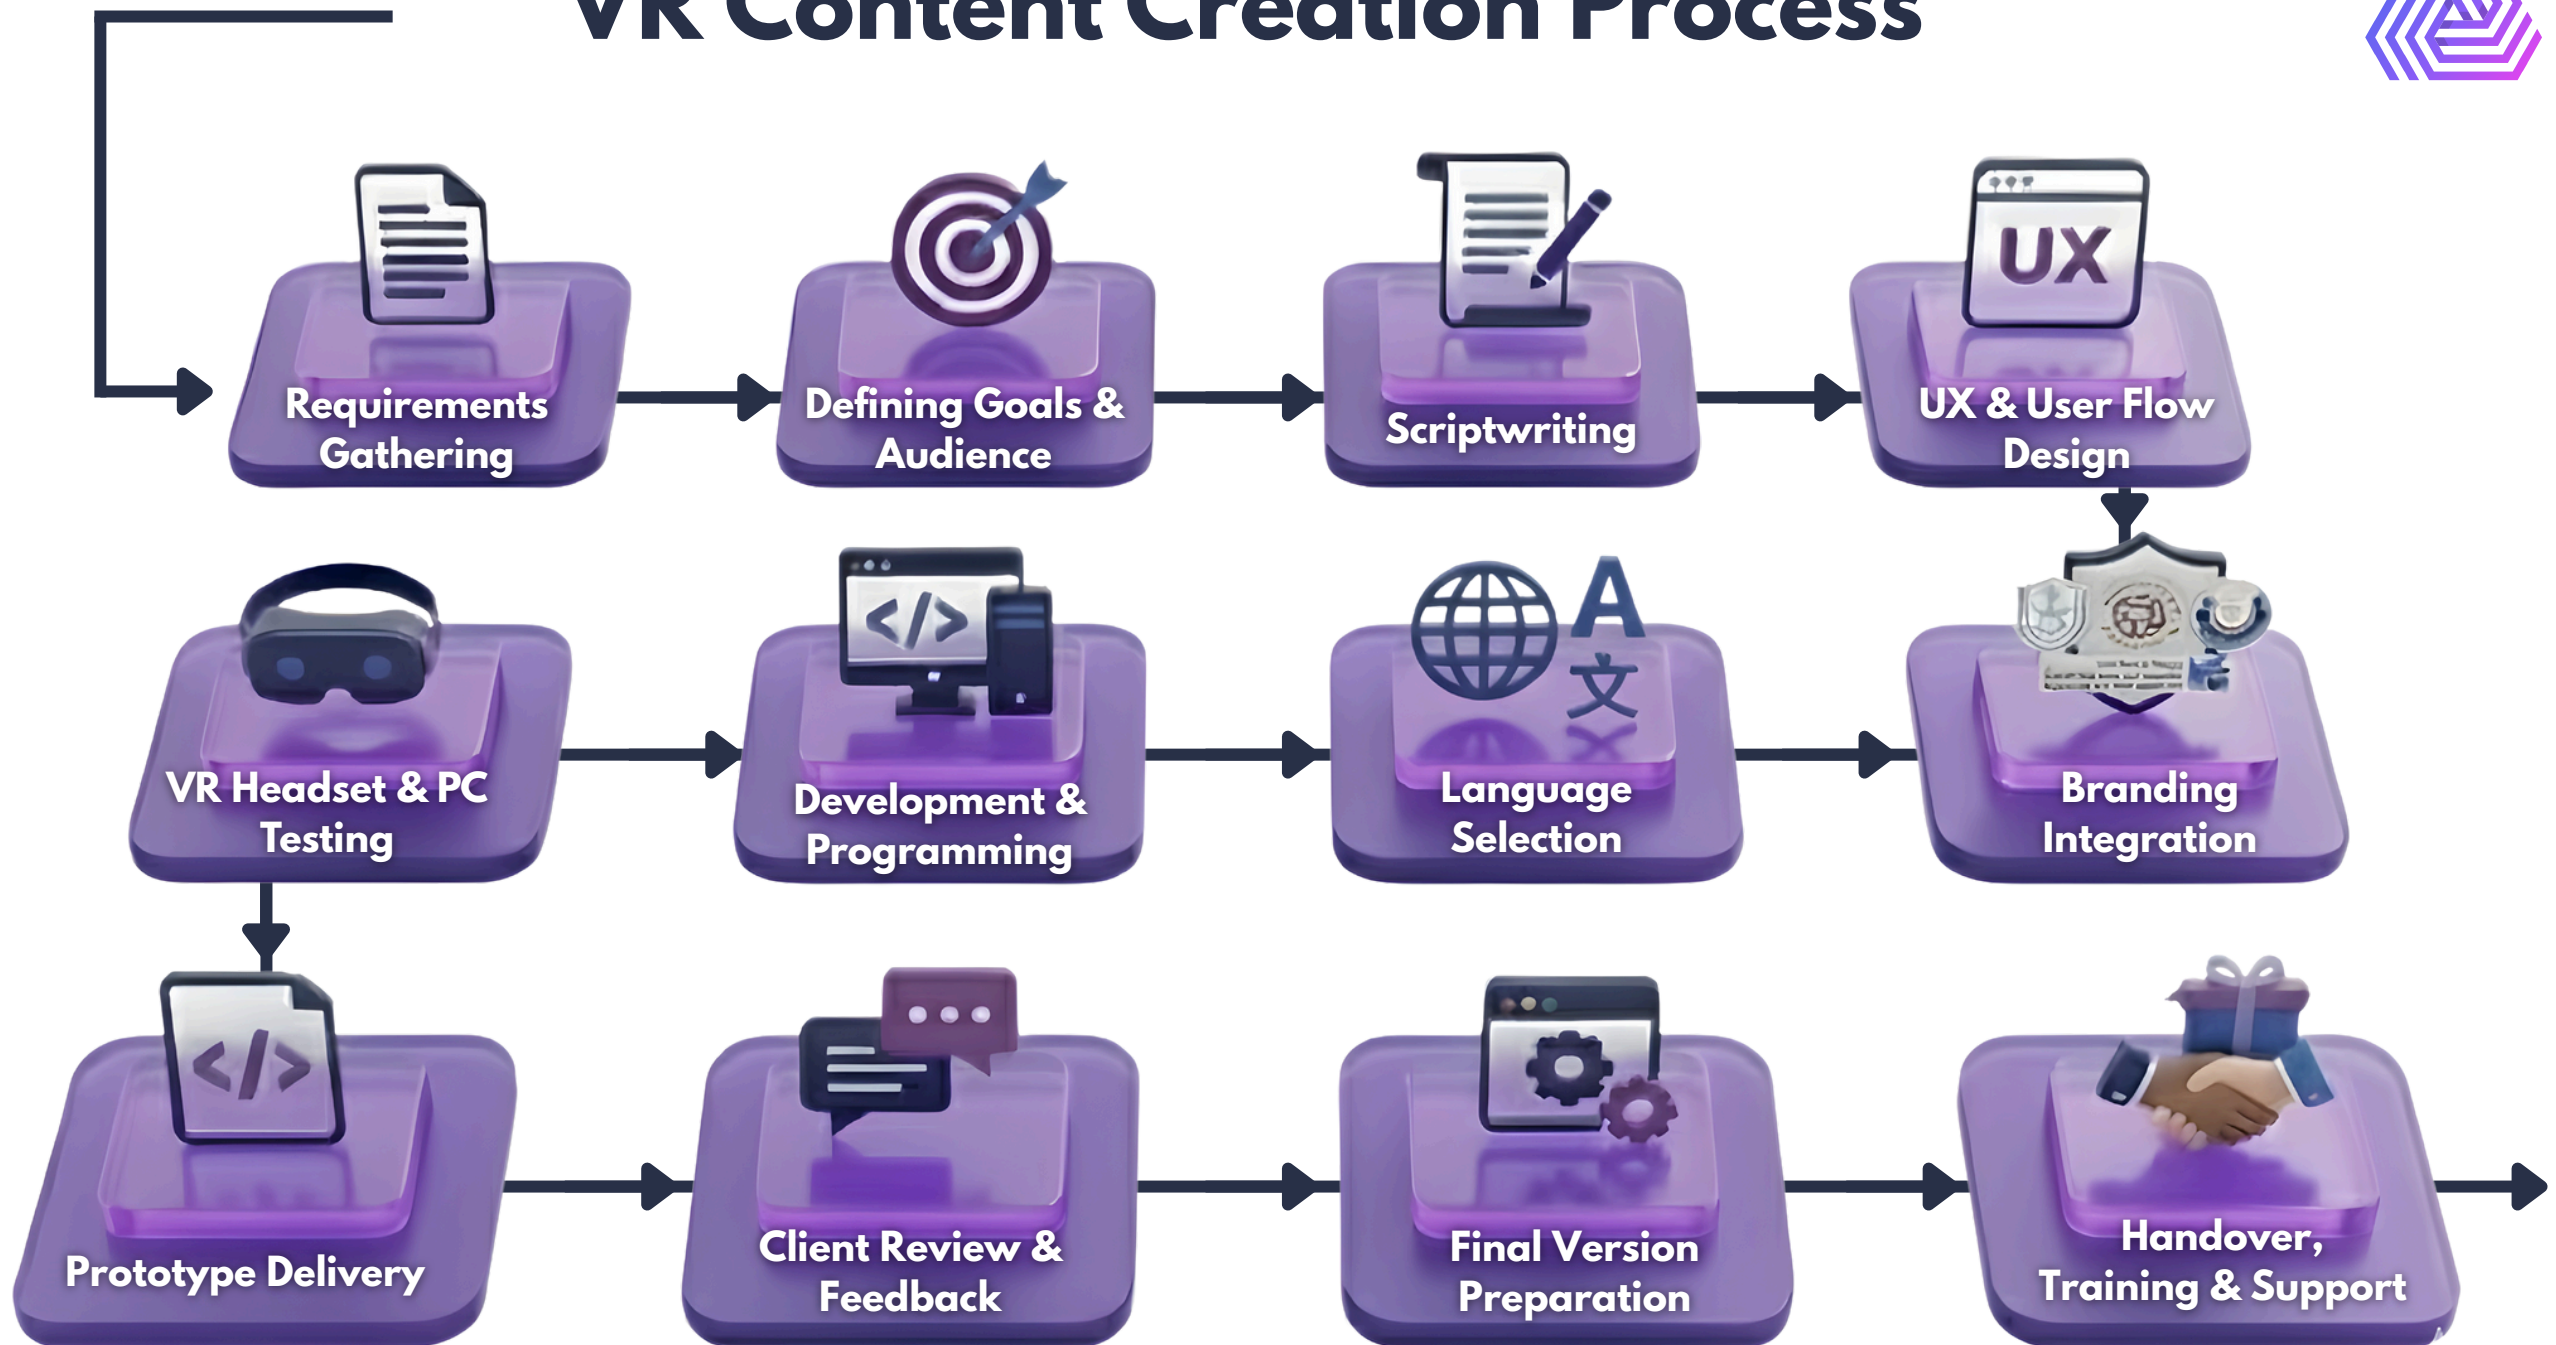 VR Content Creation Process
UX
Requirements
Gathering
Defining Goals &
Audience
Scriptwriting
UX & User Flow
Design
</>
A
文
VR Headset & PC
Testing
Development &
Programming
Language
Selection
Branding
Integration
</>
Prototype Delivery
Client Review &
Feedback
Final Version
Preparation
Handover,
Training & Support